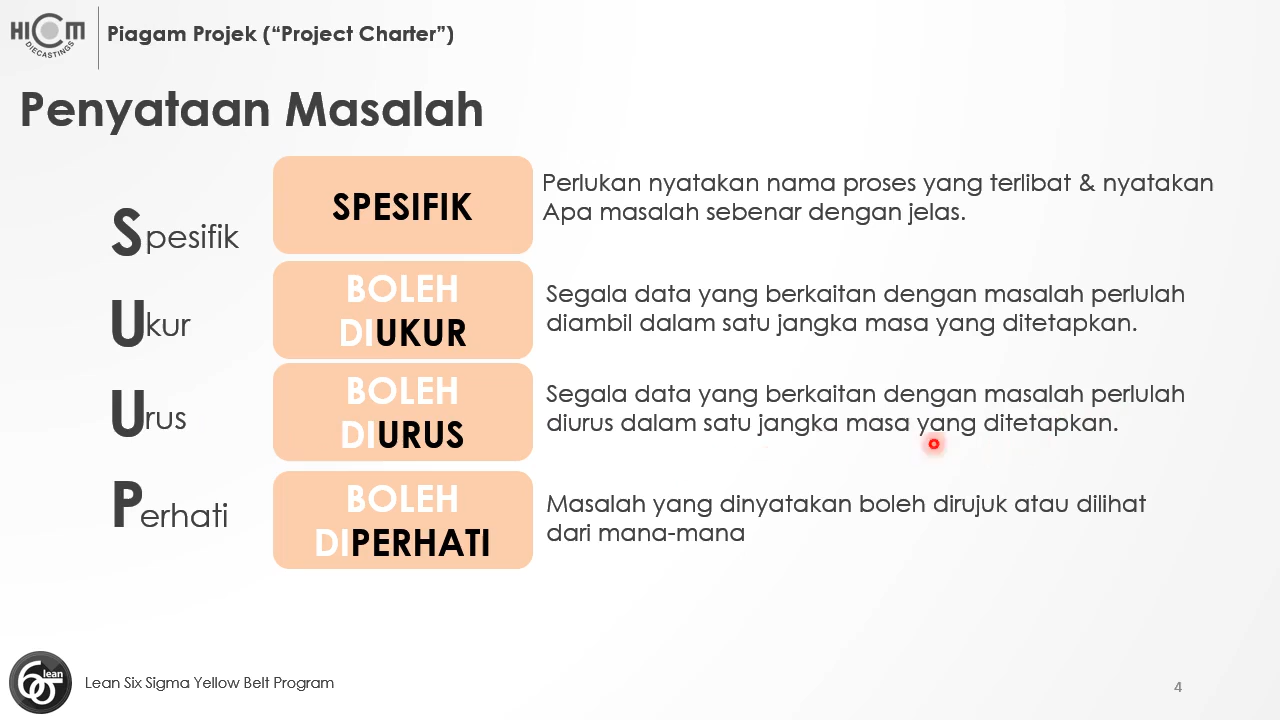 HICOM
DIECASTINGS
Piagam Projek (“Project Charter”)
Penyataan Masalah
Spesifik
SPESIFIK
Perlukan nyatakan nama proses yang terlibat & nyatakan
Apa masalah sebenar dengan jelas.
Ukur
BOLEH
DIUKUR
Segala data yang berkaitan dengan masalah perlulah
diambil dalam satu jangka masa yang ditetapkan.
Urus
BOLEH
DIURUS
Segala data yang berkaitan dengan masalah perlulah
diurus dalam satu jangka masa yang ditetapkan.
Perhati
BOLEH
DIPERHATI
Masalah yang dinyatakan boleh dirujuk atau dilihat
dari mana-mana
lean
6σ
Lean Six Sigma Yellow Belt Program
4